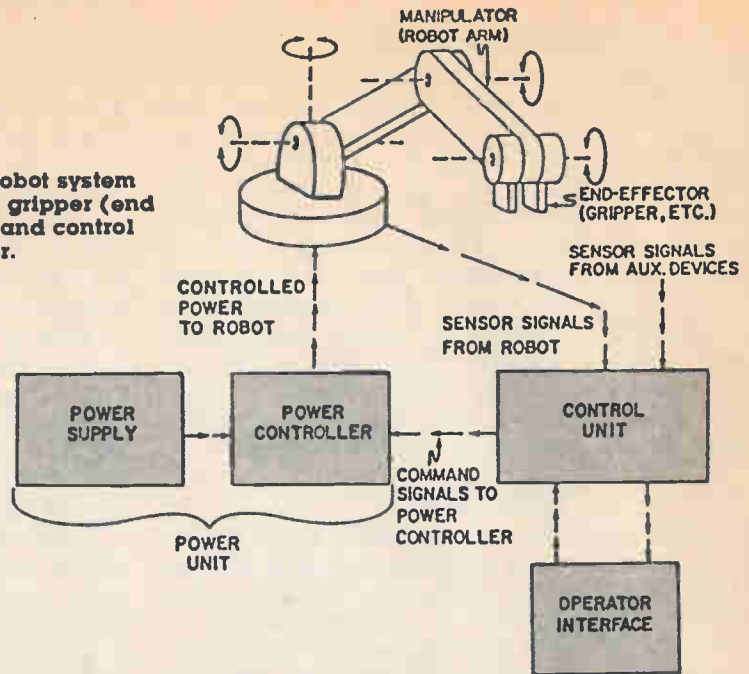 MANIPULATOR
(ROBOT ARM)
obot system
gripper (end
and control
r.
END-EFFECTOR
(GRIPPER, ETC.)
SENSOR SIGNALS
FROM AUX. DEVICES
CONTROLLED
POWER
TO ROBOT
SENSOR SIGNALS
FROM ROBOT
POWER
SUPPLY
POWER
CONTROLLER
CONTROL
UNIT
COMMAND
SIGNALS TO
POWER
CONTROLLER
POWER
UNIT
OPERATOR
INTERFACE